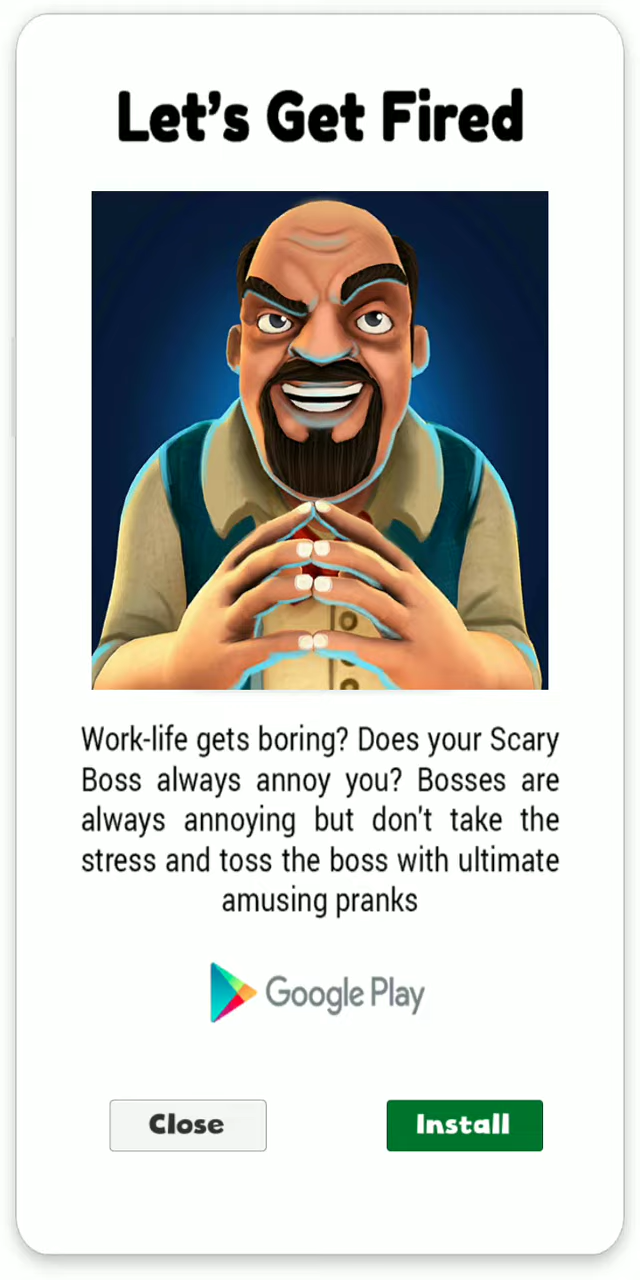 Let’s Get Fired
Work-life gets boring? Does your Scary
Boss always annoy you? Bosses are
always annoying but don't take the
stress and toss the boss with ultimate
amusing pranks
Google Play
Close
Install